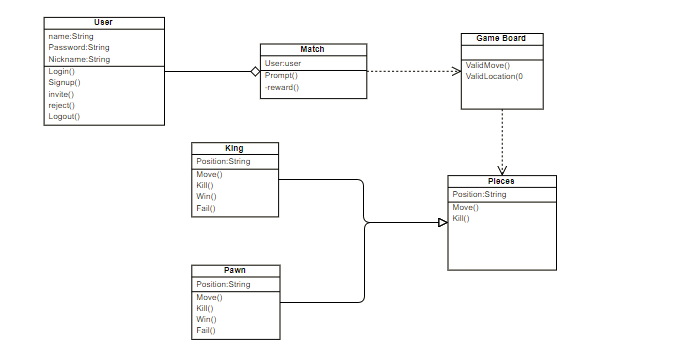 User
name:String
Password:String
Nickname:String
Login()
Signup()
invite()
reject()
Logout()
Match
User:user
Prompt()
-reward()
Game Board
ValidMove()
ValidLocation(0
King
Position:String
Move()
Kill()
Win()
Fail()
Pieces
Position:String
Move()
Kill()
Pawn
Position:String
Move()
Kill()
Win()
Fail()